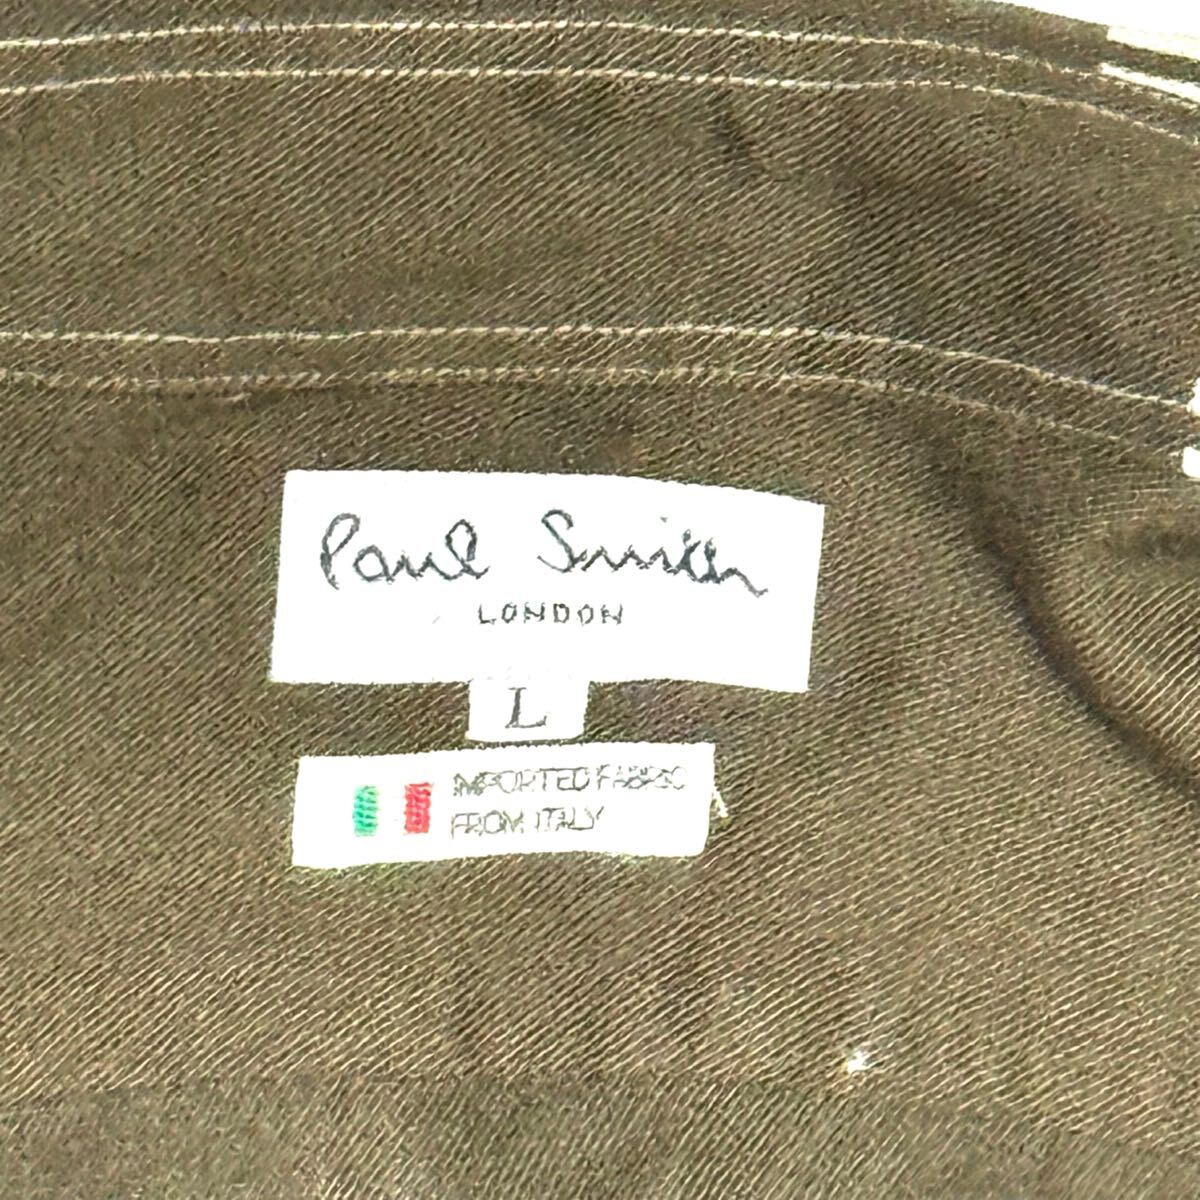 Paul Smith
LONDON
L
IMPORTED FABRIC
FROM ITALY